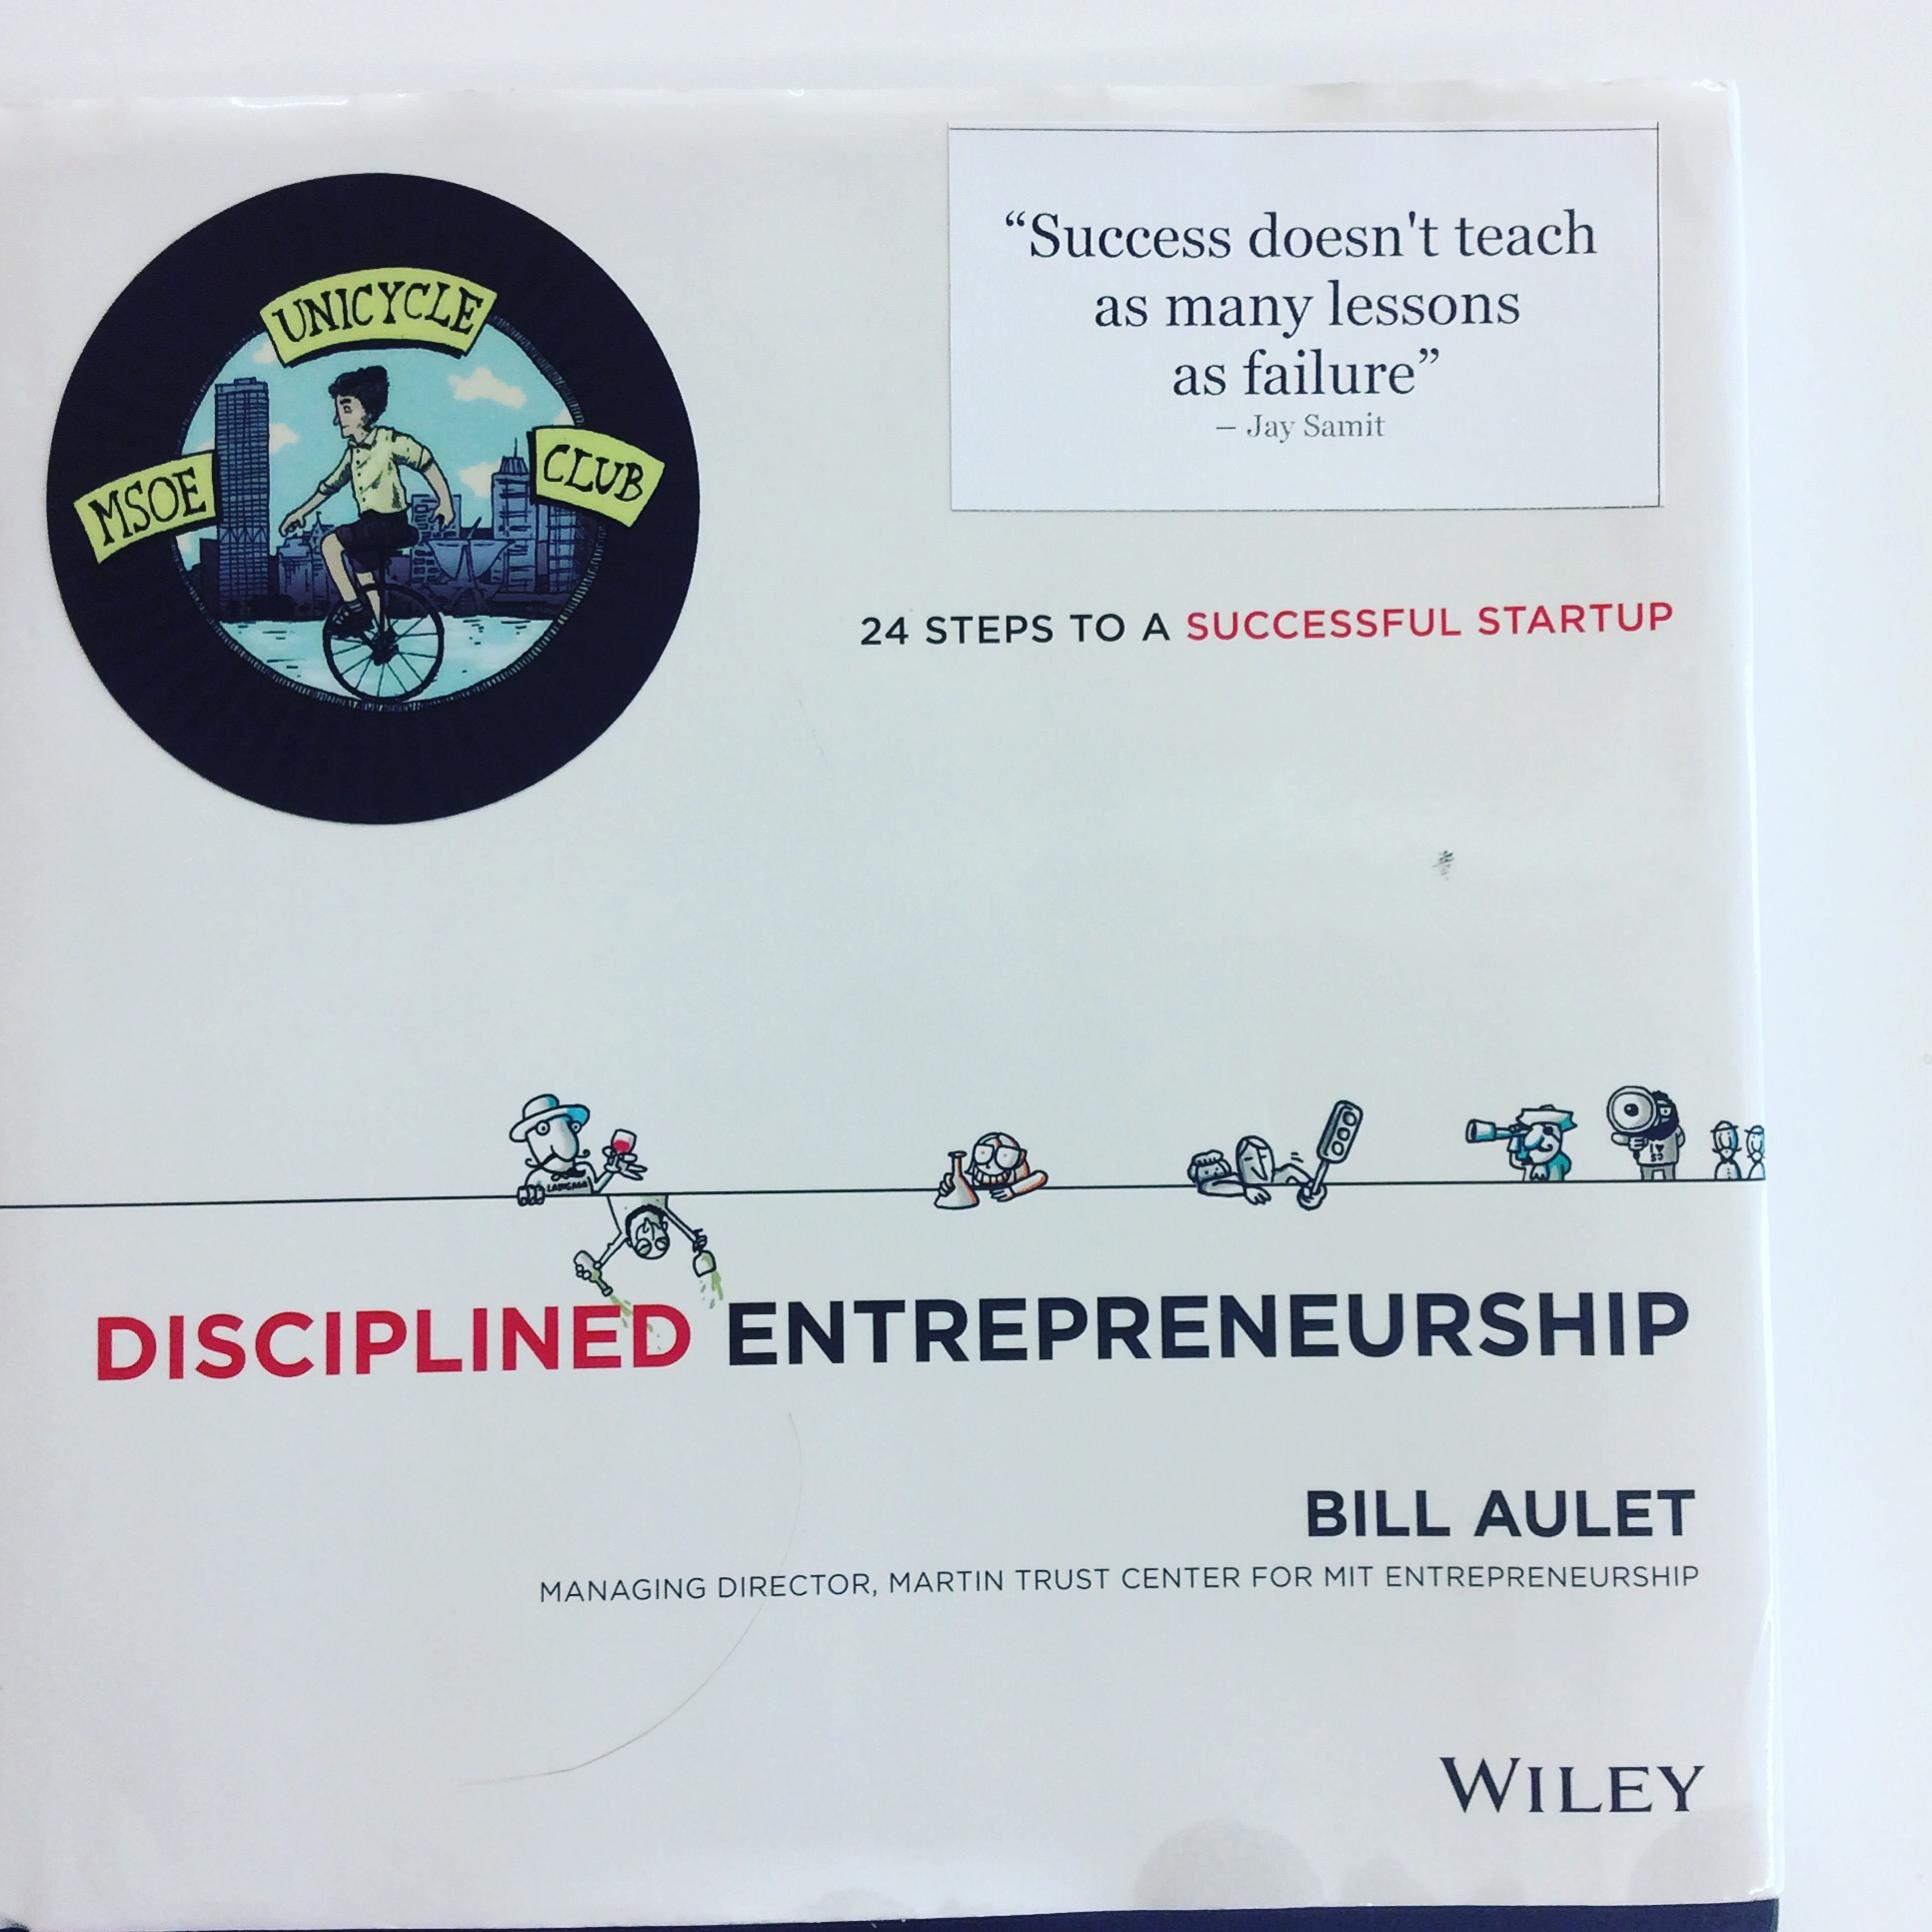 UNICYCLE
MSOE
CLUB
“Success doesn't teach
as many lessons
as failure”
– Jay Samit
24 STEPS TO A SUCCESSFUL STARTUP
DISCIPLINED ENTREPRENEURSHIP
BILL AULET
MANAGING DIRECTOR, MARTIN TRUST CENTER FOR MIT ENTREPRENEURSHIP
WILEY